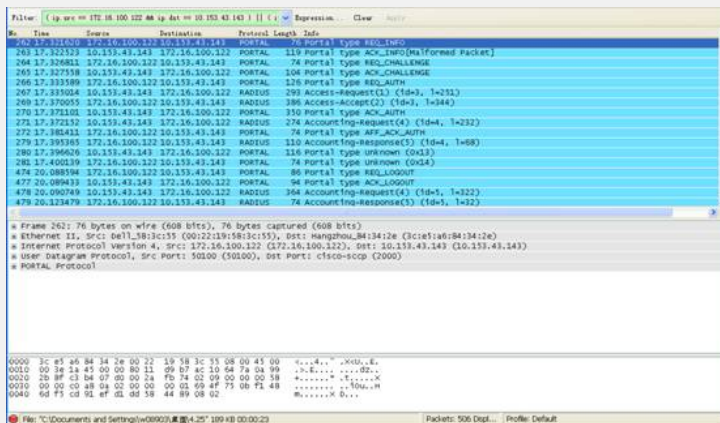 Filter: ( ip.src == 172.16.100.122 && ip.dst == 10.153.43.143 ) || ( i Expression... Clear Apply
No. Time Source Destination Protocol Length Info
262 17.321620 172.16.100.122 10.153.43.143 PORTAL 76 Portal type REQ_INFO
263 17.322523 10.153.43.143 172.16.100.122 PORTAL 119 Portal type ACK_INFO[Malformed Packet]
264 17.326811 172.16.100.122 10.153.43.143 PORTAL 74 Portal type REQ_CHALLENGE
265 17.327558 10.153.43.143 172.16.100.122 PORTAL 104 Portal type ACK_CHALLENGE
266 17.333589 172.16.100.122 10.153.43.143 PORTAL 126 Portal type REQ_AUTH
267 17.335014 10.153.43.143 172.16.100.122 RADIUS 293 Access-Request(1) (id=3, l=251)
269 17.370055 172.16.100.122 10.153.43.143 RADIUS 386 Access-Accept(2) (id=3, l=344)
270 17.371101 10.153.43.143 172.16.100.122 PORTAL 350 Portal type ACK_AUTH
271 17.372152 10.153.43.143 172.16.100.122 RADIUS 274 Accounting-Request(4) (id=4, l=232)
272 17.381411 172.16.100.122 10.153.43.143 PORTAL 74 Portal type AFF_ACK_AUTH
279 17.395365 172.16.100.122 10.153.43.143 RADIUS 110 Accounting-Response(5) (id=4, l=68)
280 17.396626 10.153.43.143 172.16.100.122 PORTAL 116 Portal type Unknown (0x13)
281 17.400139 172.16.100.122 10.153.43.143 PORTAL 74 Portal type Unknown (0x14)
474 20.088594 172.16.100.122 10.153.43.143 PORTAL 86 Portal type REQ_LOGOUT
477 20.089433 10.153.43.143 172.16.100.122 PORTAL 94 Portal type ACK_LOGOUT
478 20.090749 10.153.43.143 172.16.100.122 RADIUS 364 Accounting-Request(4) (id=5, l=322)
479 20.123479 172.16.100.122 10.153.43.143 RADIUS 74 Accounting-Response(5) (id=5, l=32)
Frame 262: 76 bytes on wire (608 bits), 76 bytes captured (608 bits)
Ethernet II, Src: Dell_58:3c:55 (00:22:19:58:3c:55), Dst: Hangzhou_84:34:2e (3c:e5:a6:84:34:2e)
Internet Protocol Version 4, Src: 172.16.100.122 (172.16.100.122), Dst: 10.153.43.143 (10.153.43.143)
User Datagram Protocol, Src Port: 50100 (50100), Dst Port: cisco-sccp (2000)
PORTAL Protocol
0000 3c e5 a6 84 34 2e 00 22 19 58 3c 55 08 00 45 00 <...4.." .X<U..E.
0010 00 3e 1a 45 00 00 80 11 d9 b7 ac 10 64 7a 0a 99 .>.E.... ....dz..
0020 2b 8f c3 b4 07 d0 00 2a fb 74 02 09 00 00 00 58 +......* .t.....X
0030 00 00 c0 a8 0a 02 00 00 00 01 69 4f 75 0b f1 48 ........ ..iOu..H
0040 6d f5 cd 91 ef d1 dd 58 44 89 08 02 m......X D...
File: "C:\Documents and Settings\w08903\桌面\4.25" 189 KB 00:00:23 Packets: 506 Displ... Profile: Default